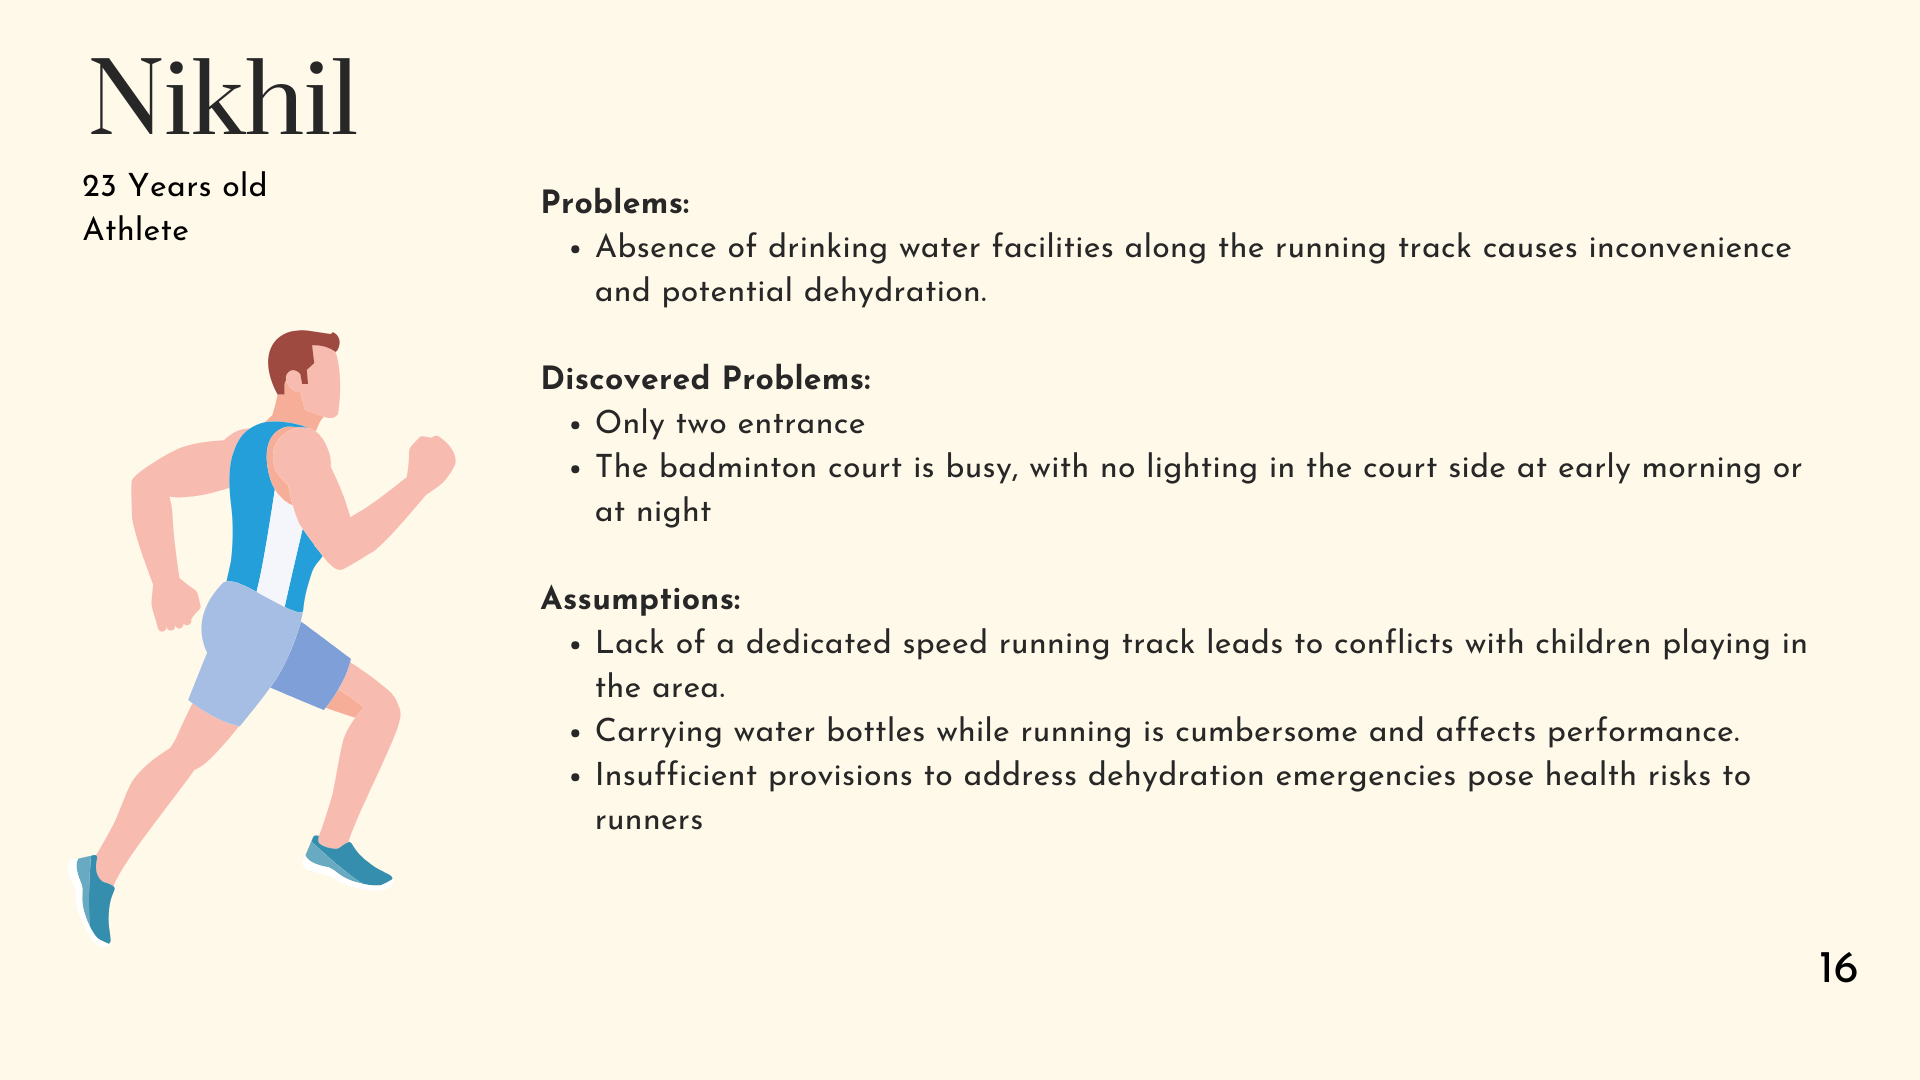 Nikhil
23 Years old
Athlete
Problems:
• Absence of drinking water facilities along the running track causes inconvenience
and potential dehydration.
Discovered Problems:
• Only two entrance
• The badminton court is busy, with no lighting in the court side at early morning or
at night
Assumptions:
• Lack of a dedicated speed running track leads to conflicts with children playing in
the area.
• Carrying water bottles while running is cumbersome and affects performance.
• Insufficient provisions to address dehydration emergencies pose health risks to
runners
16